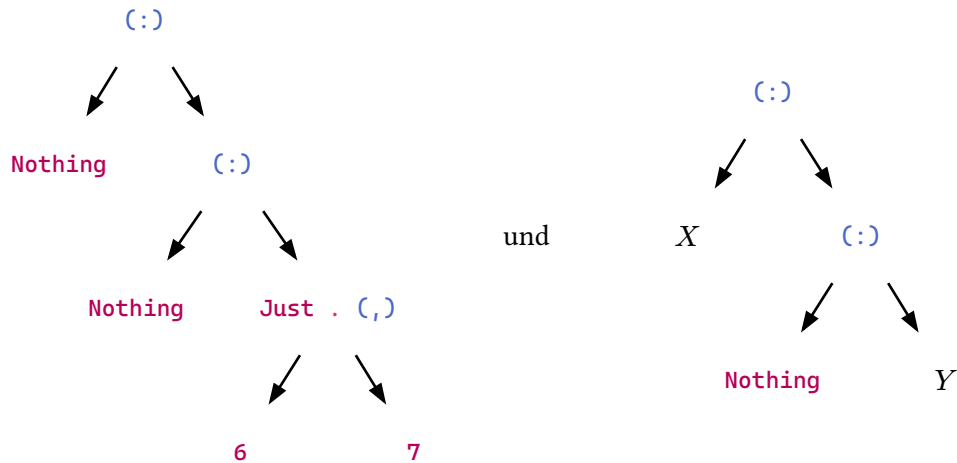 (:)
Nothing (:)
Nothing Just . (,)
6 7
und
(:)
X (:)
Nothing Y